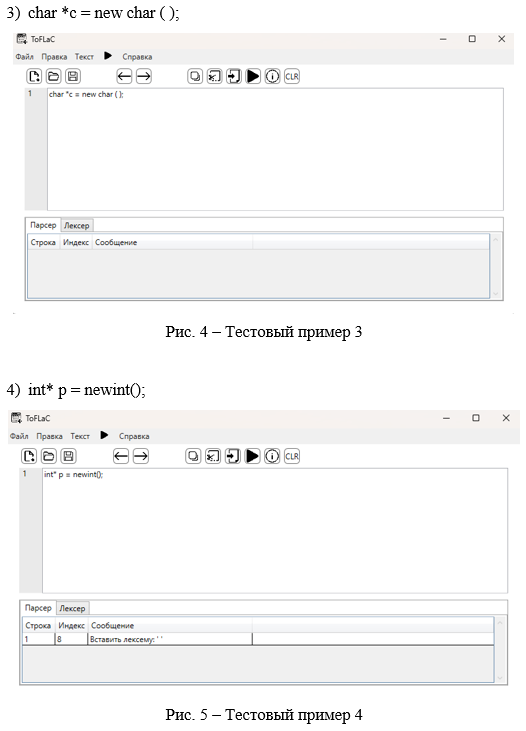 3) char *c = new char ( );
ToFLaC
Файл Правка Текст Справка
CLR
1 char *c = new char ( );
Парсер Лексер
Строка Индекс Сообщение
Рис. 4 – Тестовый пример 3
4) int* p = newint();
ToFLaC
Файл Правка Текст Справка
CLR
1 int* p = newint();
Парсер Лексер
Строка Индекс Сообщение
1 8 Вставить лексему: ' '
Рис. 5 – Тестовый пример 4